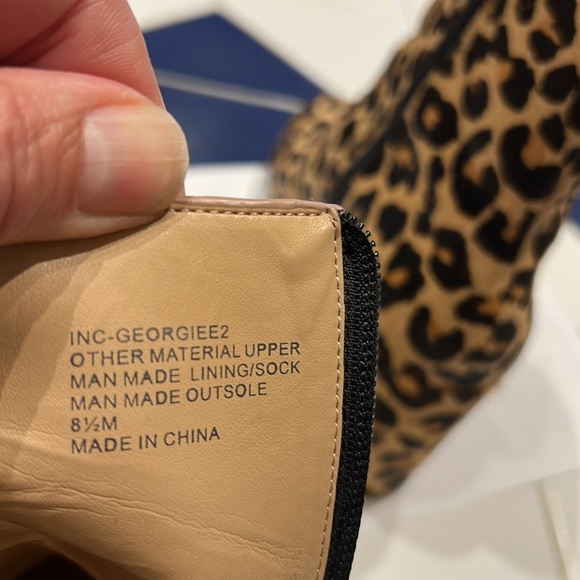 INC-GEORGIEE2
OTHER MATERIAL UPPER
MAN MADE LINING/SOCK
MAN MADE OUTSOLE
8½M
MADE IN CHINA